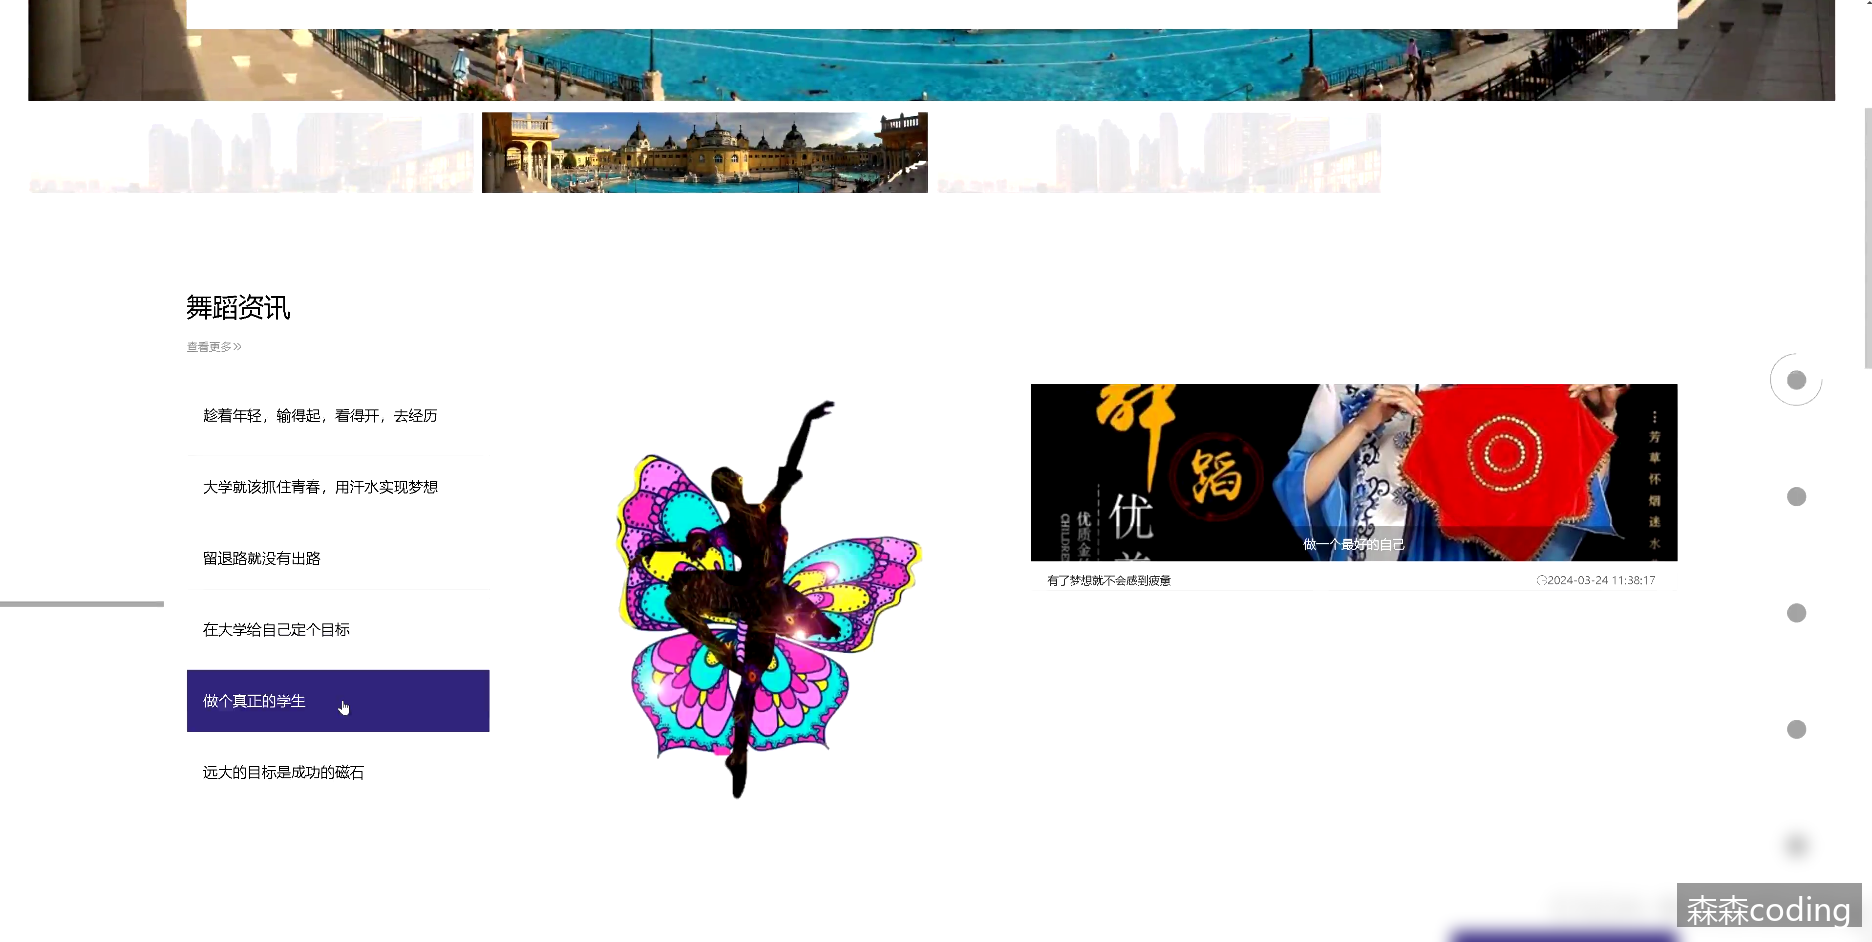 舞蹈资讯
查看更多»
趁着年轻，输得起，看得开，去经历
大学就该抓住青春，用汗水实现梦想
留退路就没有出路
在大学给自己定个目标
做个真正的学生
远大的目标是成功的磁石
舞
蹈
优
优质金
CHILDREN
芳草怀烟迷水
做一个最好的自己
有了梦想就不会感到疲惫
2024-03-24 11:38:17
森森coding